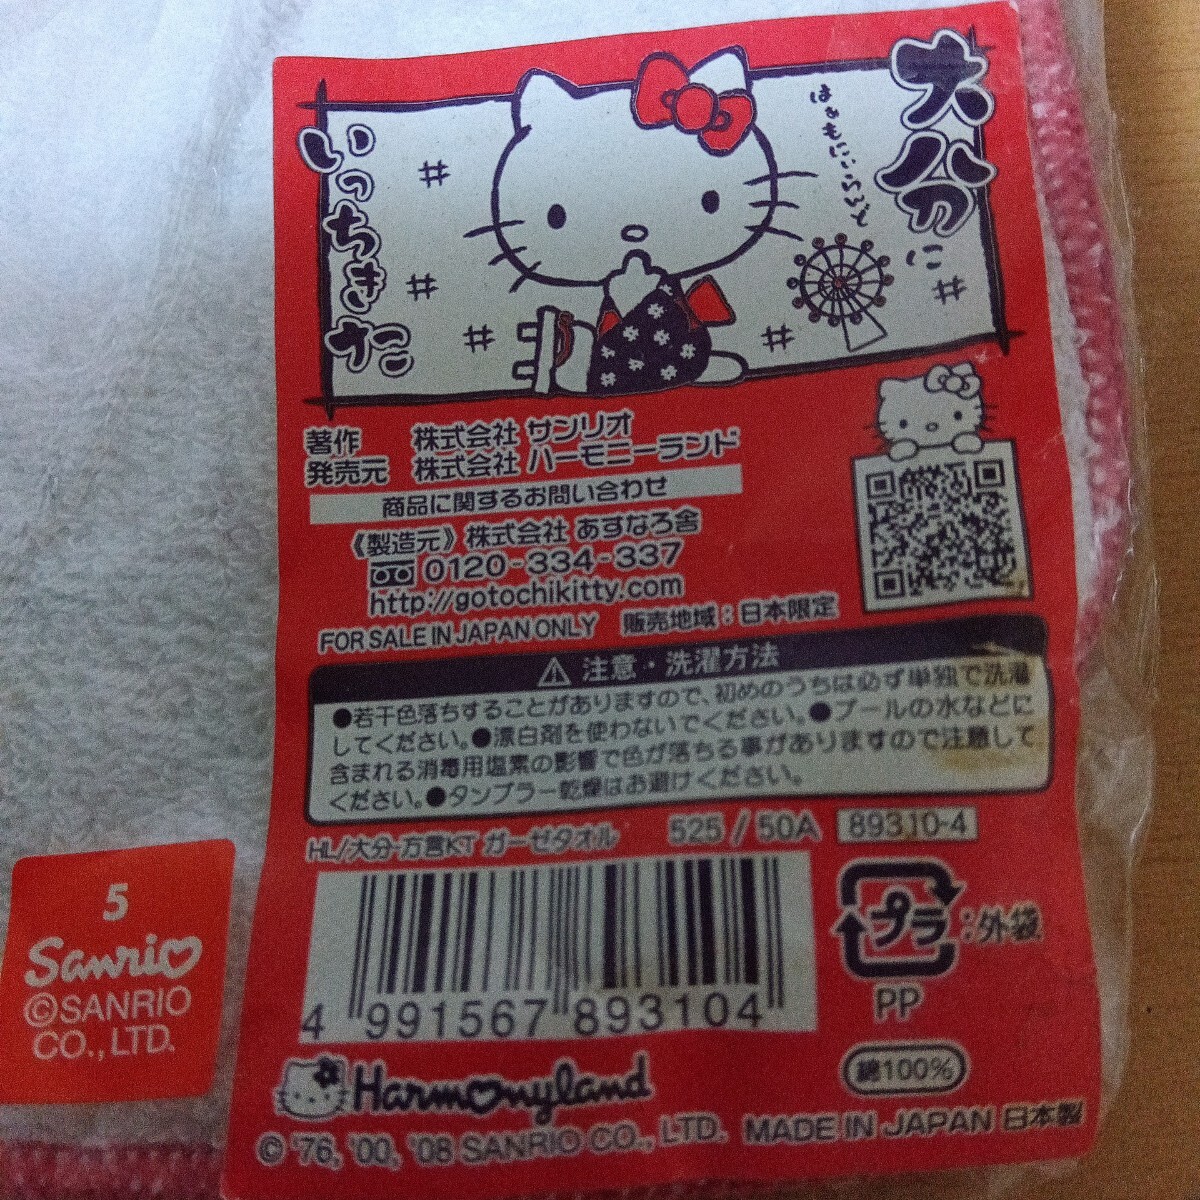 大分に
はぁもにぃらんど
いっちきた
著作 株式会社 サンリオ
発売元 株式会社 ハーモニーランド
商品に関するお問い合わせ
《製造元》株式会社 あすなろ舎
0120-334-337
http://gotochikitty.com
FOR SALE IN JAPAN ONLY 販売地域：日本限定
注意・洗濯方法
●若干色落ちすることがありますので、初めのうちは必ず単独で洗濯
してください。●漂白剤を使わないでください。●プールの水などに
含まれる消毒用塩素の影響で色が落ちる事がありますので注意して
ください。●タンブラー乾燥はお避けください。
HL/大分-方言KT ガーゼタオル 525 / 50A 89310-4
4 991567 893104
プラ :外袋
PP
綿100%
Harmonyland
© '76, '00, '08 SANRIO CO., LTD. MADE IN JAPAN 日本製
5
Sanrio
©SANRIO
CO., LTD.